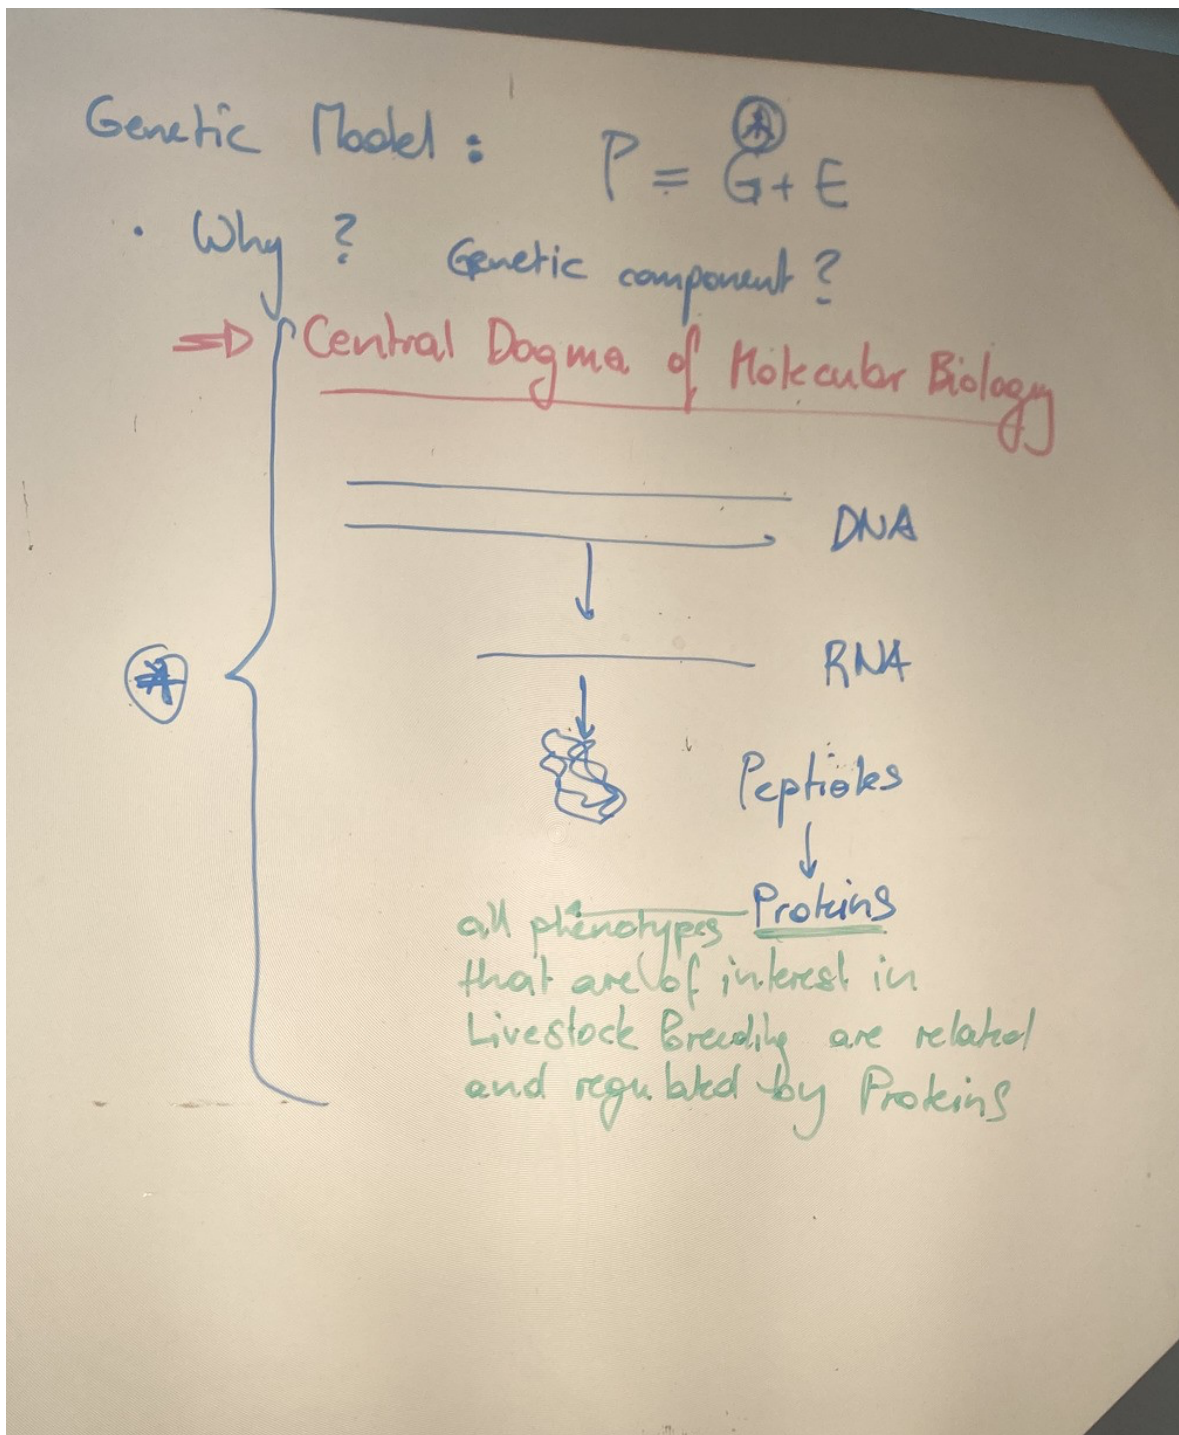 Genetic Model : P = G + E
• Why ? Genetic component ?
⇒ Central Dogma of Molecular Biology
DNA
RNA
Peptides
Proteins
all phenotypes
that are of interest in
Livestock Breeding are related
and regulated by Proteins